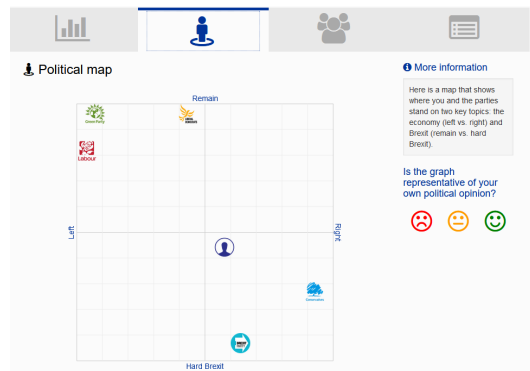 Political map
More information
Here is a map that shows
where you and the parties
stand on two key topics: the
economy (left vs. right) and
Brexit (remain vs. hard
Brexit).
Is the graph
representative of your
own political opinion?
Remain
Green Party
Labour
Left
Right
Conservatives
Hard Brexit